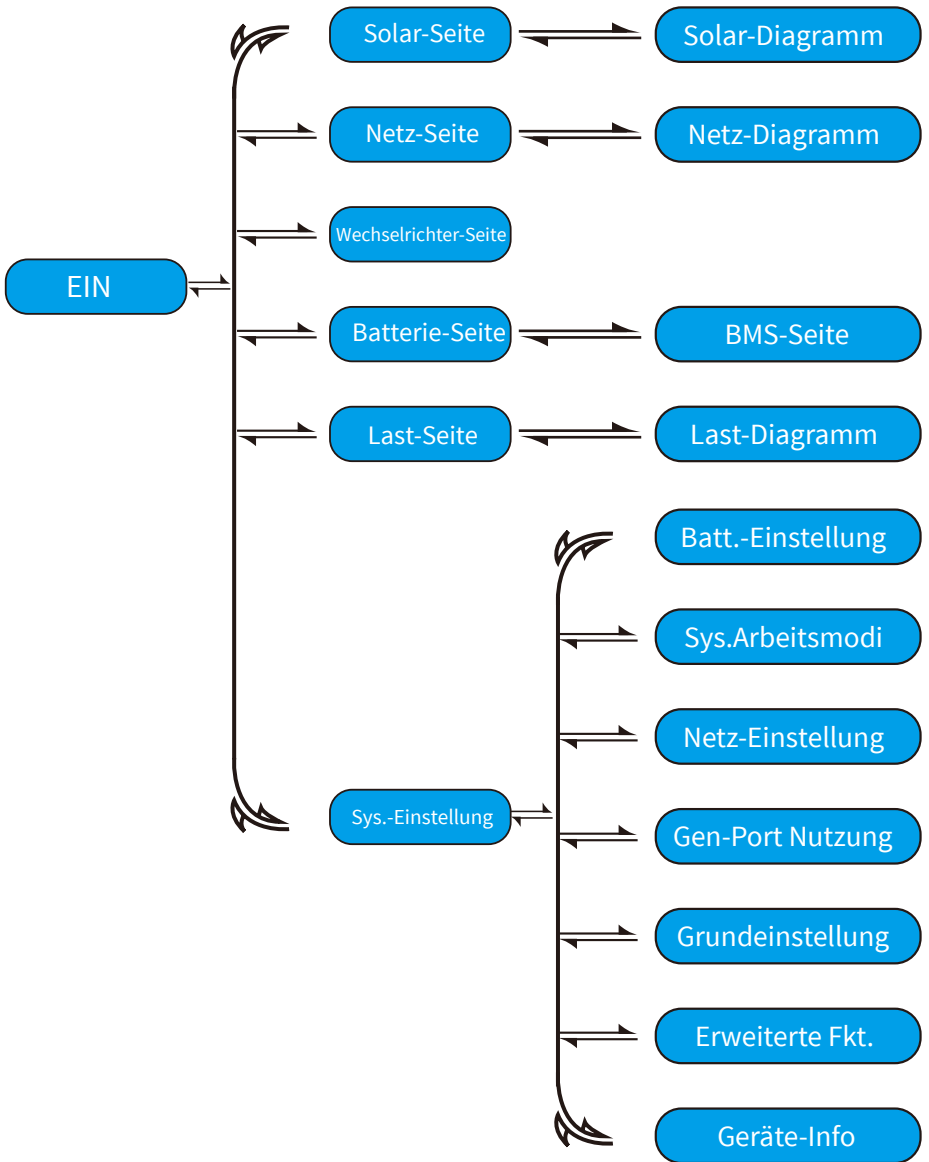 Solar-Seite
Solar-Diagramm
Netz-Seite
Netz-Diagramm
Wechselrichter-Seite
EIN
Batterie-Seite
BMS-Seite
Last-Seite
Last-Diagramm
Batt.-Einstellung
Sys.Arbeitsmodi
Netz-Einstellung
Sys.-Einstellung
Gen-Port Nutzung
Grundeinstellung
Erweiterte Fkt.
Geräte-Info